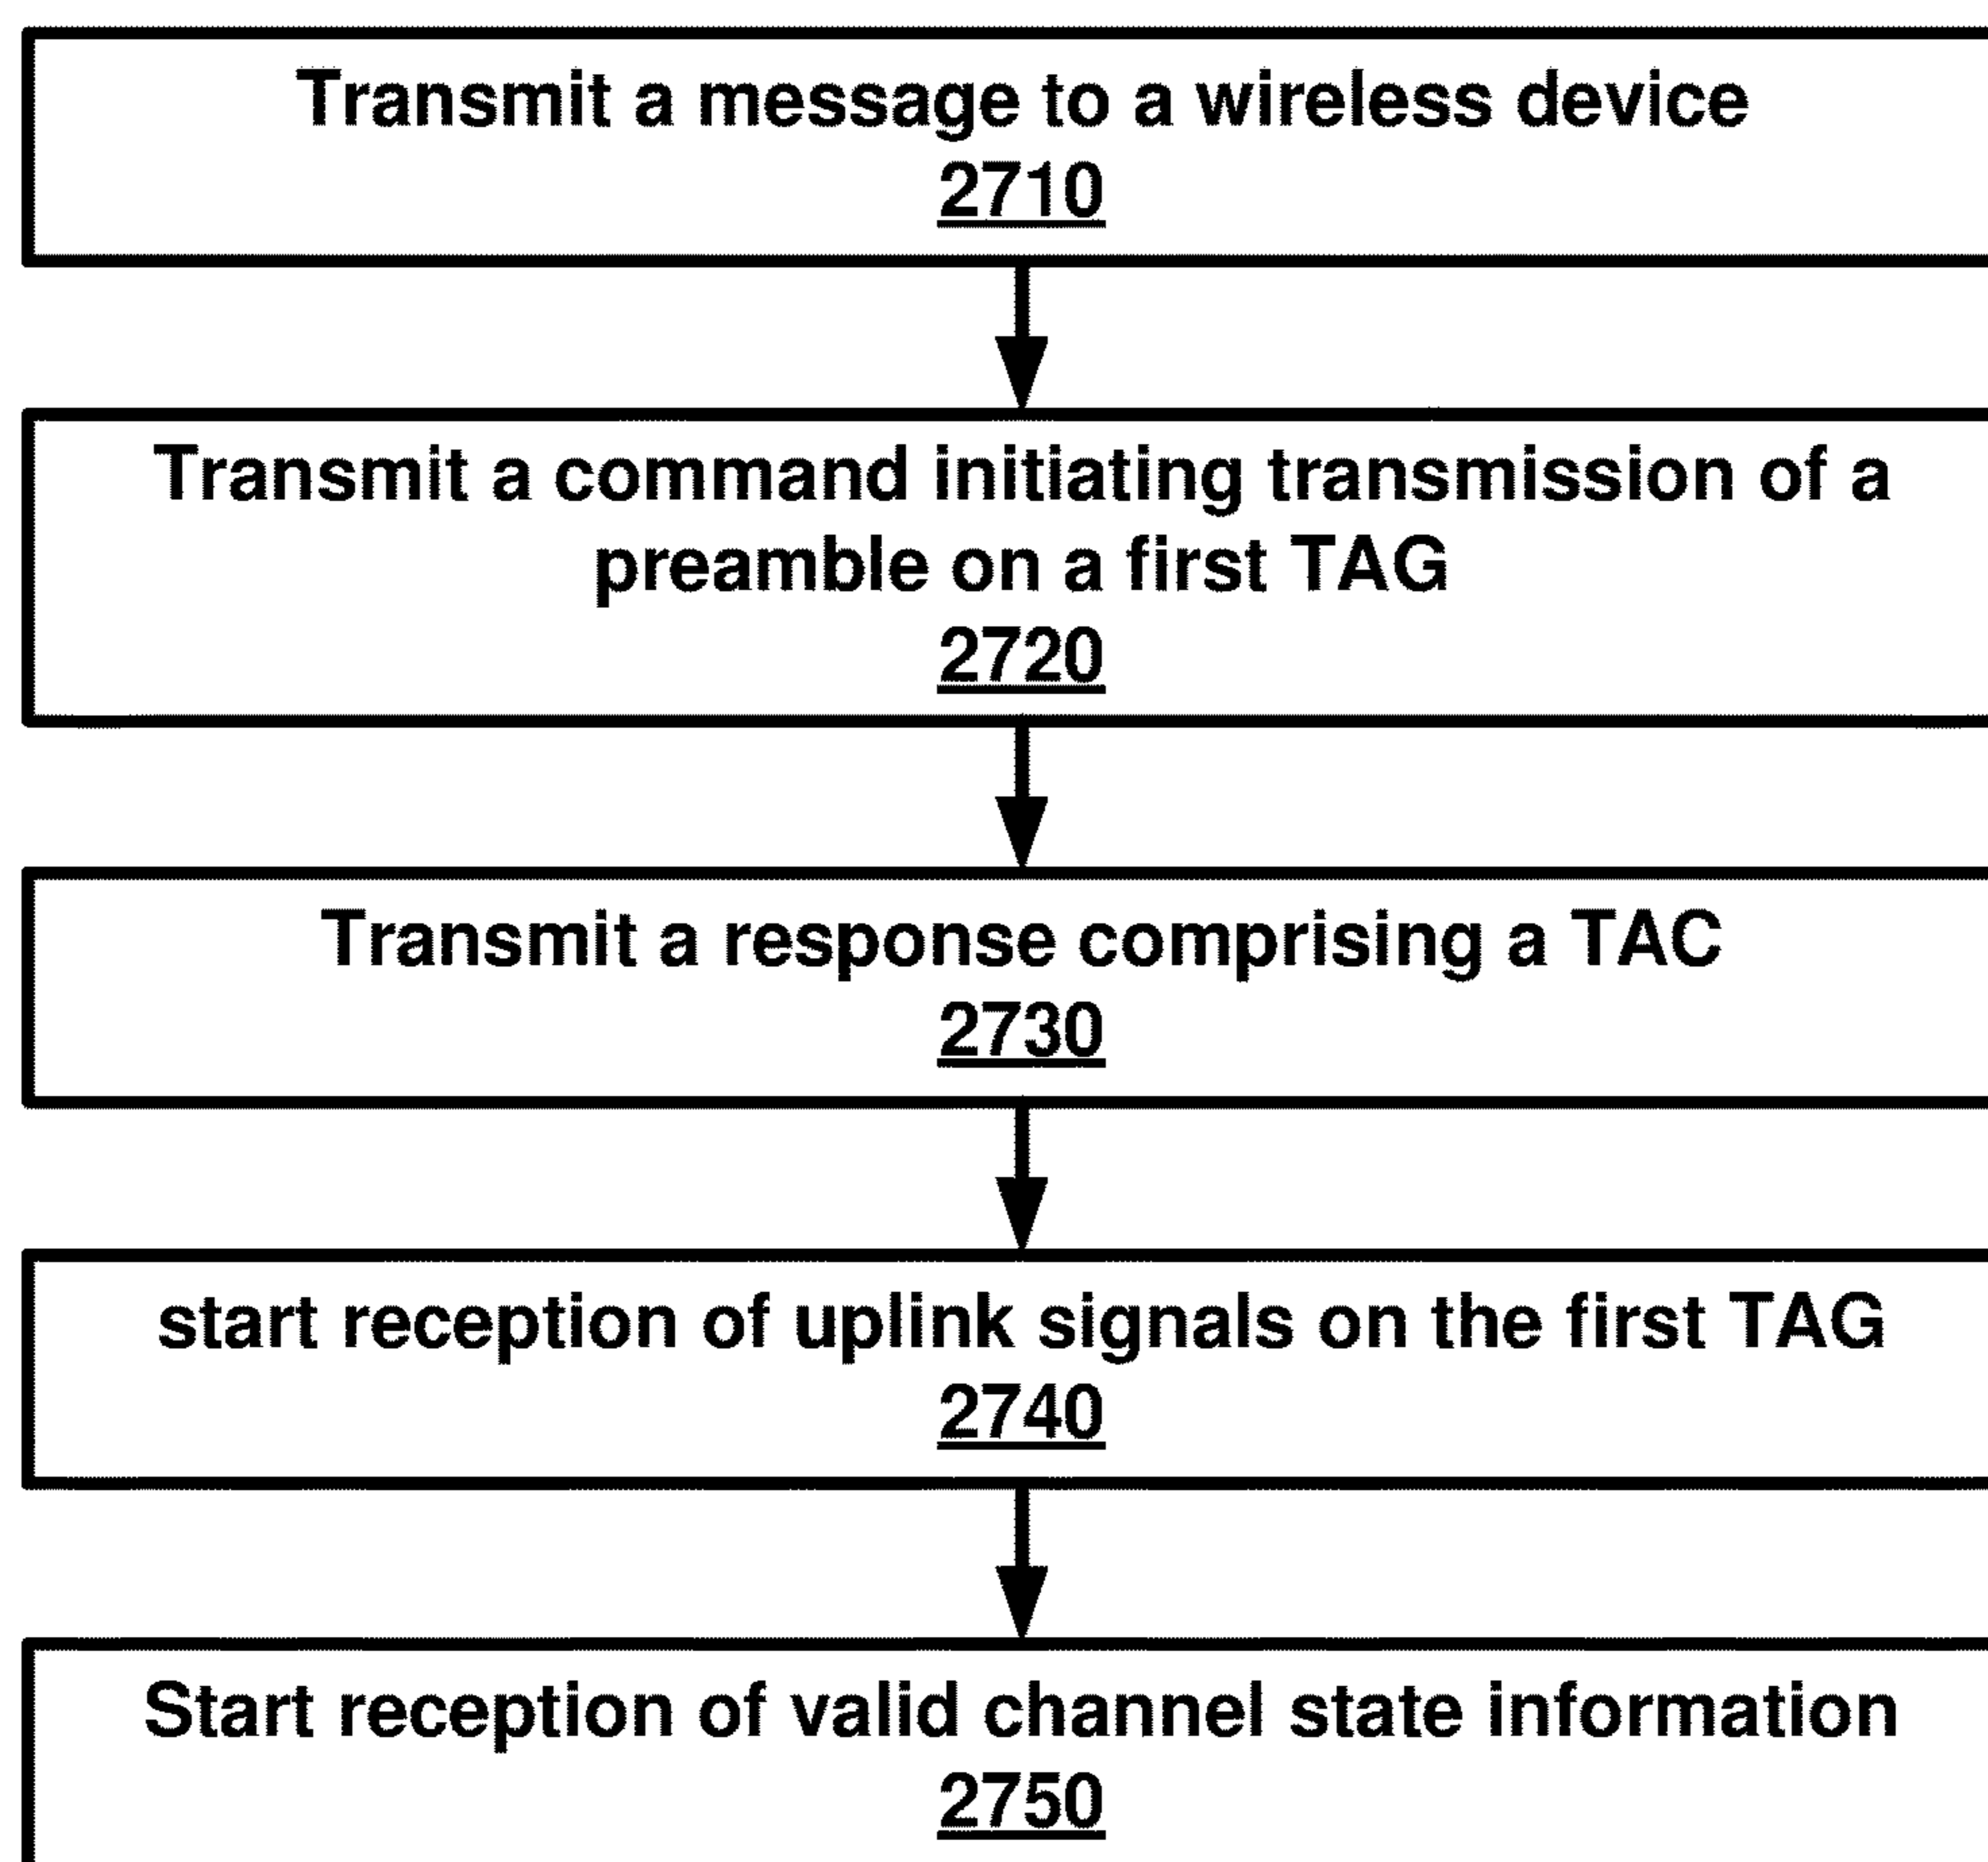 Transmit a message to a wireless device
2710
Transmit a command initiating transmission of a
preamble on a first TAG
2720
Transmit a response comprising a TAC
2730
start reception of uplink signals on the first TAG
2740
Start reception of valid channel state information
2750